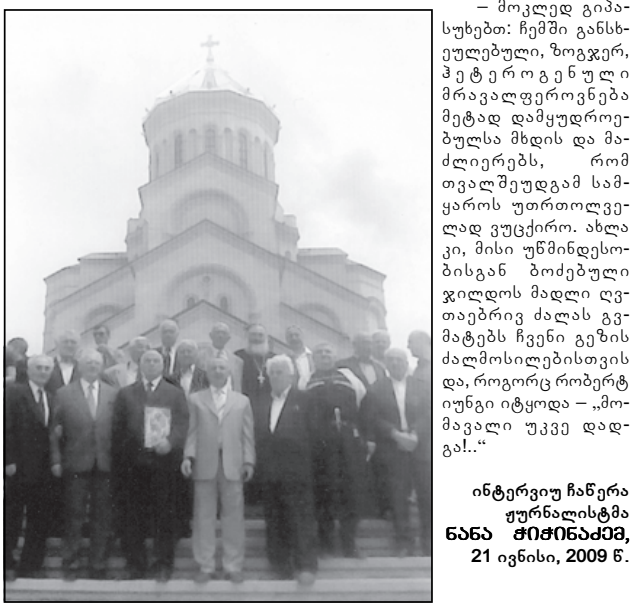 – მოკლედ გიპა-
სუხებთ: ჩემში განსხ-
ეულებული, ზოგჯერ,
ჰეტეროგენული
მრავალფეროვნება
მეტად დამყუდროე-
ბულსა მხდის და მა-
ძლიერებს, რომ
თვალშეუდგამ სამ-
ყაროს უთრთოლვე-
ლად ვუცქირო. ახლა
კი, მისი უწმინდესო-
ბისგან ბოძებული
ჯილდოს მადლი ღვ-
თაებრივ ძალას გვ-
მატებს ჩვენი გეზის
ძალმოსილებისთვის
და, როგორც რობერტ
იუნგი იტყოდა – „მო-
მავალი უკვე დად-
გა!..“
ინტერვიუ ჩაწერა
ჟურნალისტმა
ნანა ჭიჭინაძემ,
21 ივნისი, 2009 წ.